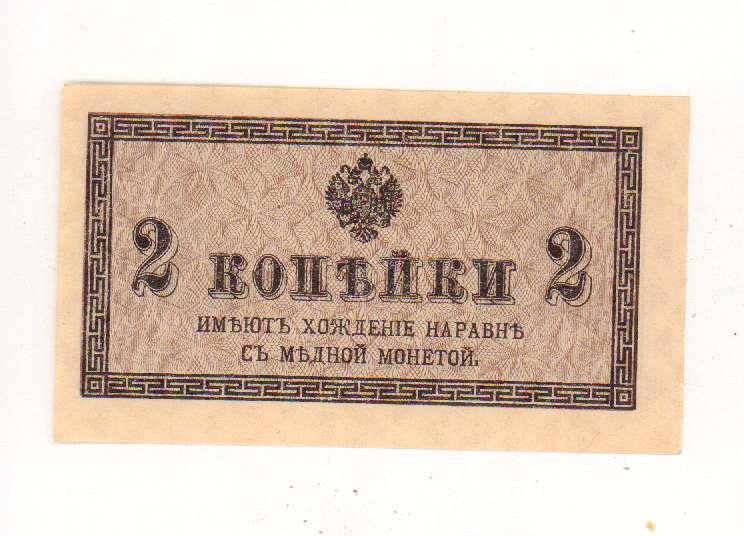 2 КОПѢЙКИ 2
ИМѢЮТЪ ХОЖДЕНІЕ НАРАВНѢ
СЪ МѢДНОЙ МОНЕТОЙ.